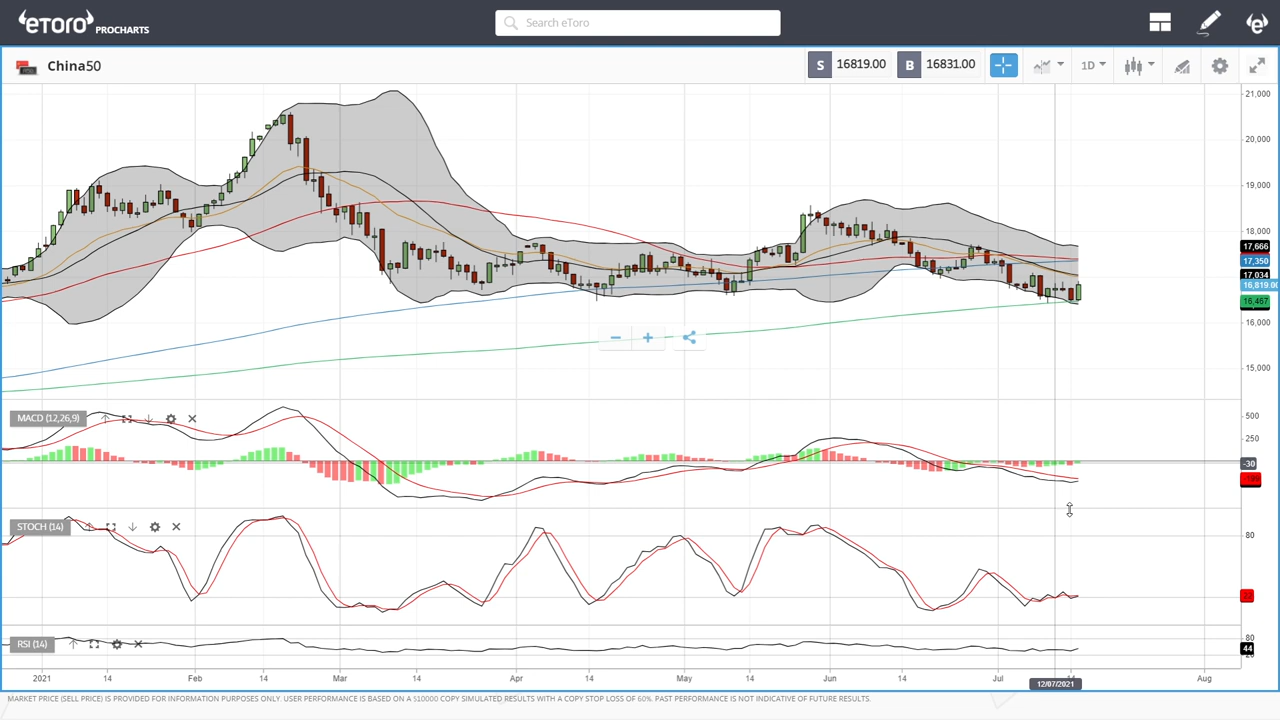 eToro PROCHARTS
Search eToro
China50
S 16819.00 B 16831.00
1D
21,000
20,000
19,000
18,000
17,666
17,350
17,034
16,819.00
16,467
16,000
15,000
MACD (12,26,9)
500
250
-30
STOCH (14)
80
RSI (14)
80
44
2021 14 Feb 14 Mar 14 Apr 14 May 14 Jun 14 Jul 14 Aug
12/07/2021
MARKET PRICE (SELL PRICE) IS PROVIDED FOR INFORMATION PURPOSES ONLY. USER PERFORMANCE IS BASED ON A $10000 COPY SIMULATED RESULTS WITH A COPY STOP LOSS OF 60%. PAST PERFORMANCE IS NOT INDICATIVE OF FUTURE RESULTS.